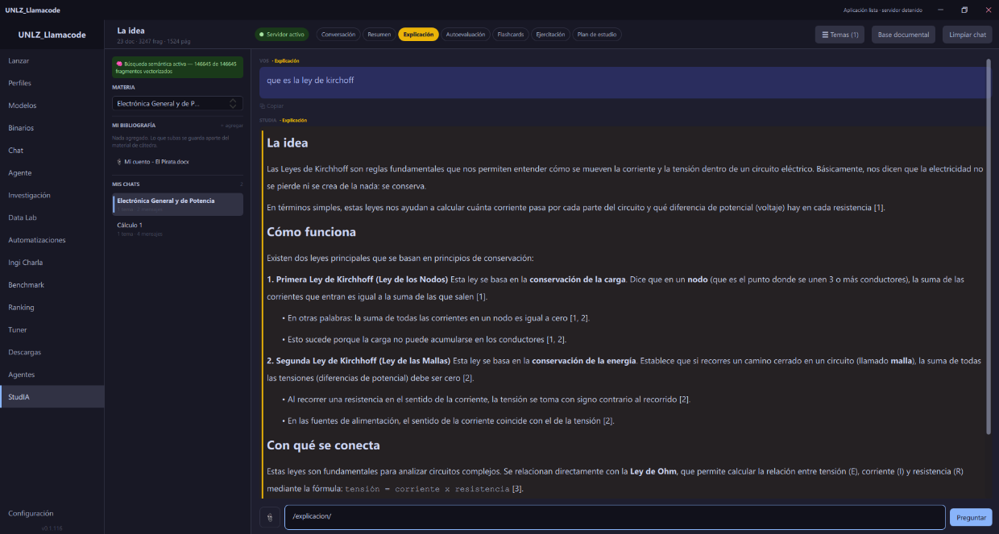 UNLZ_Llamacode
Aplicación lista · servidor detenido
UNLZ_Llamacode
Lanzar
Perfiles
Modelos
Binarios
Chat
Agente
Investigación
Data Lab
Automatizaciones
Ingi Charla
Benchmark
Ranking
Tuner
Descargas
Agentes
StudIA
Configuración
v0.1.116
La idea
23 doc · 3247 frag · 1524 pág
Servidor activo
Conversación
Resumen
Explicación
Autoevaluación
Flashcards
Ejercitación
Plan de estudio
☰ Temas (1)
Base documental
Limpiar chat
Búsqueda semántica activa — 146645 de 146645
fragmentos vectorizados
MATERIA
Electrónica General y de P...
MI BIBLIOGRAFÍA
+ agregar
Nada agregado. Lo que subas se guarda aparte del
material de cátedra.
Mi cuento - El Pirata.docx
MIS CHATS
2
Electrónica General y de Potencia
Cálculo 1
1 tema · 4 mensajes
VOS · Explicación
que es la ley de kirchoff
Copiar
STUDIA · Explicación
La idea
Las Leyes de Kirchhoff son reglas fundamentales que nos permiten entender cómo se mueven la corriente y la tensión dentro de un circuito eléctrico. Básicamente, nos dicen que la electricidad no
se pierde ni se crea de la nada: se conserva.
En términos simples, estas leyes nos ayudan a calcular cuánta corriente pasa por cada parte del circuito y qué diferencia de potencial (voltaje) hay en cada resistencia [1].
Cómo funciona
Existen dos leyes principales que se basan en principios de conservación:
1. Primera Ley de Kirchhoff (Ley de los Nodos) Esta ley se basa en la conservación de la carga. Dice que en un nodo (que es el punto donde se unen 3 o más conductores), la suma de las
corrientes que entran es igual a la suma de las que salen [1].
• En otras palabras: la suma de todas las corrientes en un nodo es igual a cero [1, 2].
• Esto sucede porque la carga no puede acumularse en los conductores [1, 2].
2. Segunda Ley de Kirchhoff (Ley de las Mallas) Esta ley se basa en la conservación de la energía. Establece que si recorres un camino cerrado en un circuito (llamado malla), la suma de todas
las tensiones (diferencias de potencial) debe ser cero [2].
• Al recorrer una resistencia en el sentido de la corriente, la tensión se toma con signo contrario al recorrido [2].
• En las fuentes de alimentación, el sentido de la corriente coincide con el de la tensión [2].
Con qué se conecta
Estas leyes son fundamentales para analizar circuitos complejos. Se relacionan directamente con la Ley de Ohm, que permite calcular la relación entre tensión (E), corriente (I) y resistencia (R)
mediante la fórmula: tensión = corriente x resistencia [3].
/explicacion/
Preguntar